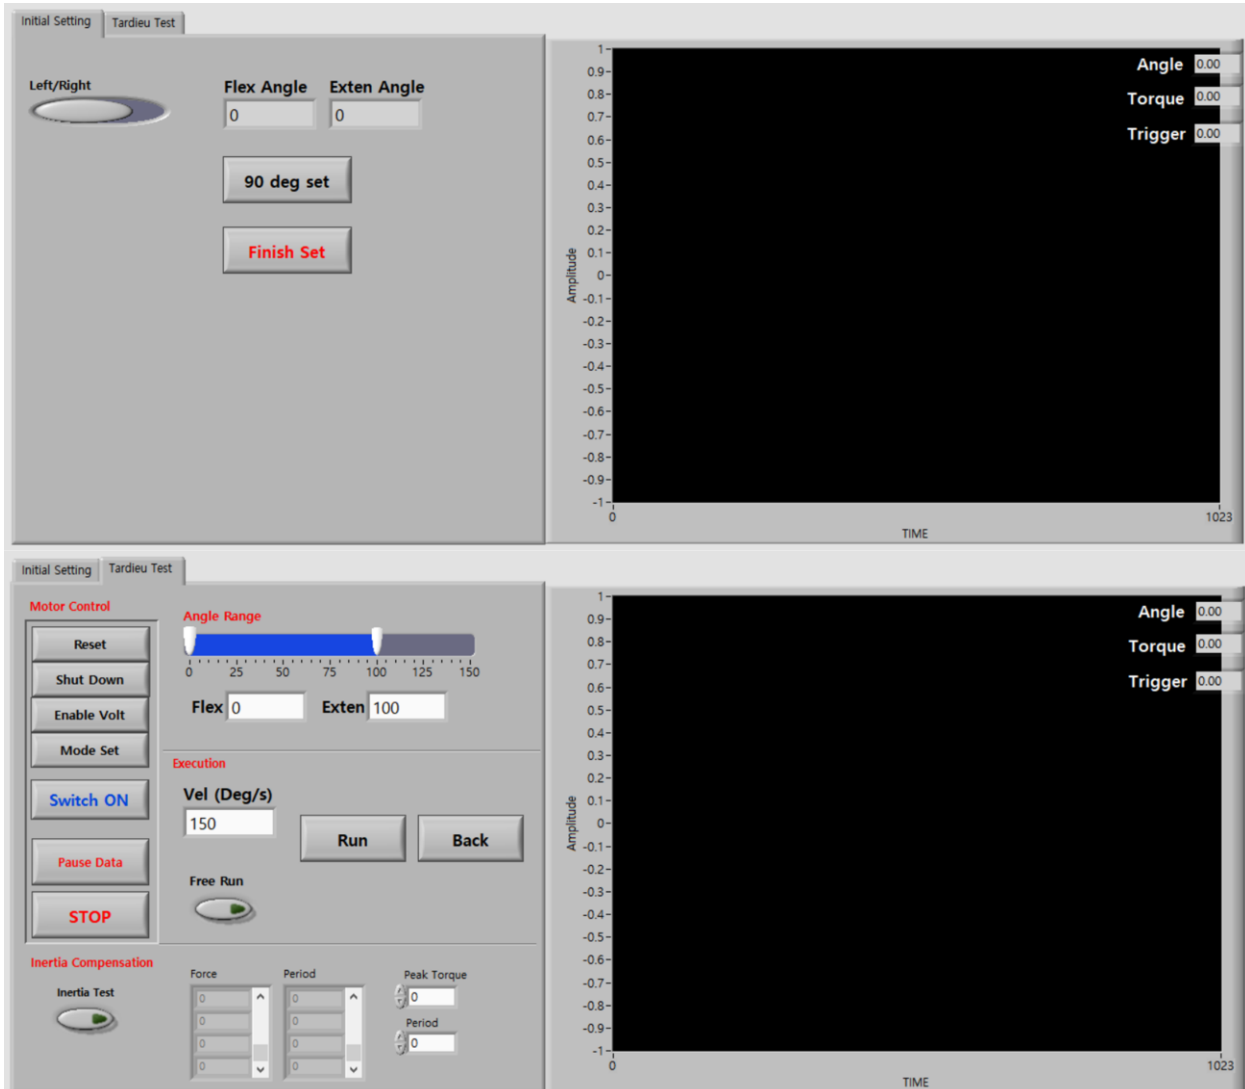 Initial Setting Tardieu Test
Left/Right
Flex Angle Exten Angle
0 0
90 deg set
Finish Set
Angle 0.00
Torque 0.00
Trigger 0.00
Amplitude
1
0.9
0.8
0.7
0.6
0.5
0.4
0.3
0.2
0.1
0
-0.1
-0.2
-0.3
-0.4
-0.5
-0.6
-0.7
-0.8
-0.9
-1
0 1023
TIME
Initial Setting Tardieu Test
Motor Control
Reset
Shut Down
Enable Volt
Mode Set
Switch ON
Pause Data
STOP
Angle Range
0 25 50 75 100 125 150
Flex 0 Exten 100
Execution
Vel (Deg/s)
150
Run Back
Free Run
Inertia Compensation
Inertia Test
Force Period
0 0
0 0
0 0
0 0
Peak Torque
0
Period
0
Angle 0.00
Torque 0.00
Trigger 0.00
Amplitude
1
0.9
0.8
0.7
0.6
0.5
0.4
0.3
0.2
0.1
0
-0.1
-0.2
-0.3
-0.4
-0.5
-0.6
-0.7
-0.8
-0.9
-1
0 1023
TIME